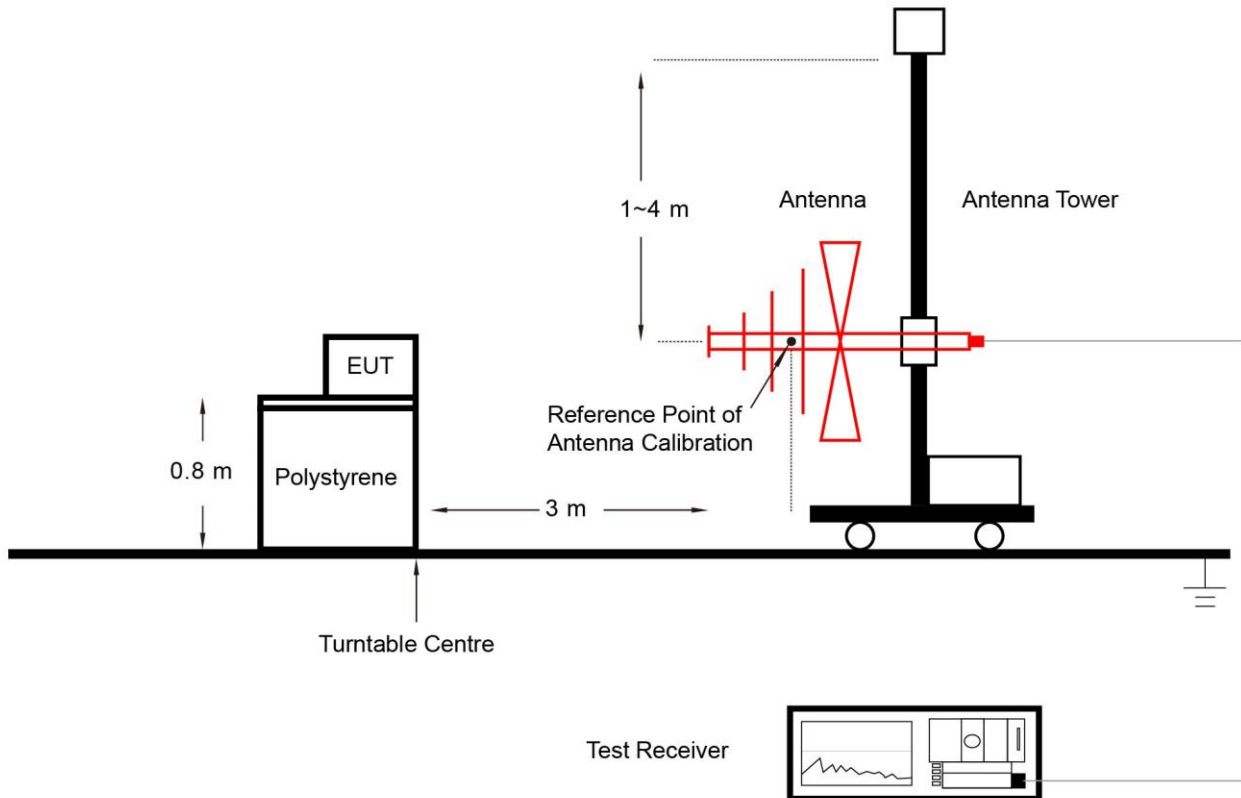 1~4 m
Antenna
Antenna Tower
EUT
Reference Point of
Antenna Calibration
0.8 m
Polystyrene
3 m
Turntable Centre
Test Receiver